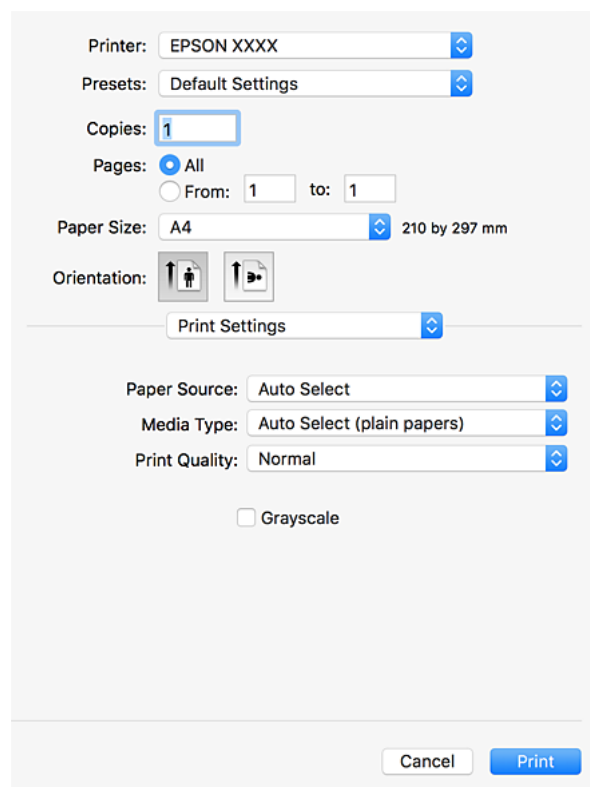 Printer: EPSON XXXX
Presets: Default Settings
Copies: 1
Pages: All
From: 1 to: 1
Paper Size: A4 210 by 297 mm
Orientation:
Print Settings
Paper Source: Auto Select
Media Type: Auto Select (plain papers)
Print Quality: Normal
Grayscale
Cancel Print